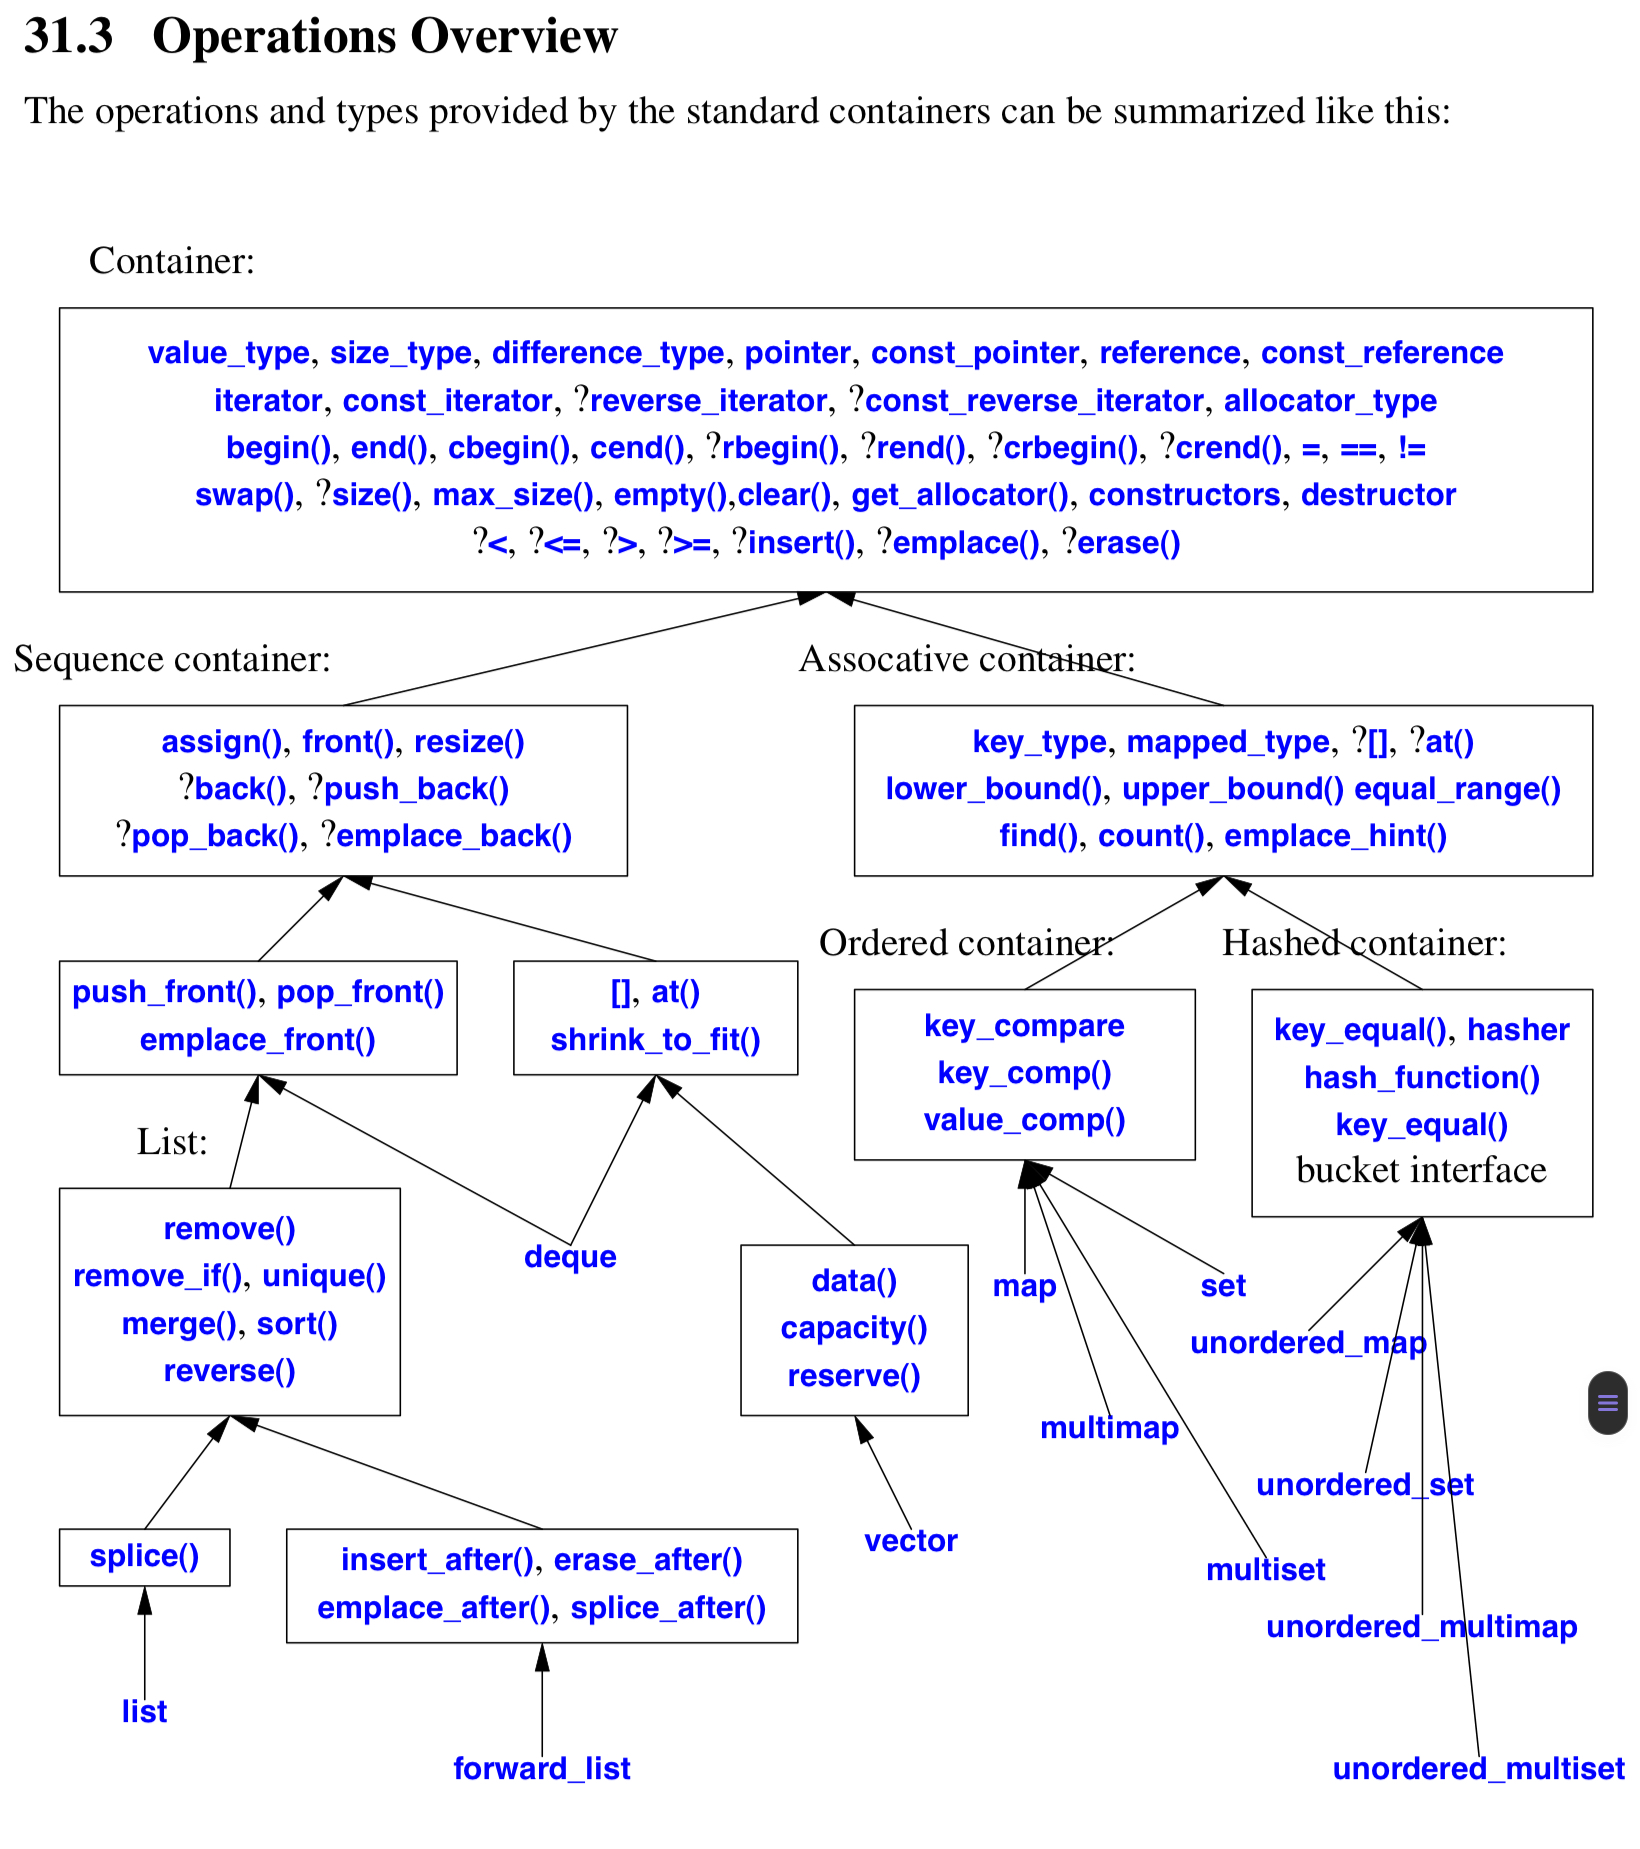 31.3 Operations Overview
The operations and types provided by the standard containers can be summarized like this:
Container:
value_type, size_type, difference_type, pointer, const_pointer, reference, const_reference
iterator, const_iterator, ?reverse_iterator, ?const_reverse_iterator, allocator_type
begin(), end(), cbegin(), cend(), ?rbegin(), ?rend(), ?crbegin(), ?crend(), =, ==, !=
swap(), ?size(), max_size(), empty(),clear(), get_allocator(), constructors, destructor
?<, ?<=, ?>, ?>=, ?insert(), ?emplace(), ?erase()
Sequence container:
assign(), front(), resize()
?back(), ?push_back()
?pop_back(), ?emplace_back()
Assocative container:
key_type, mapped_type, ?[], ?at()
lower_bound(), upper_bound() equal_range()
find(), count(), emplace_hint()
push_front(), pop_front()
emplace_front()
[], at()
shrink_to_fit()
Ordered container:
key_compare
key_comp()
value_comp()
Hashed container:
key_equal(), hasher
hash_function()
key_equal()
bucket interface
List:
remove()
remove_if(), unique()
merge(), sort()
reverse()
deque
data()
capacity()
reserve()
map
set
unordered_map
multimap
unordered_set
vector
multiset
unordered_multimap
splice()
insert_after(), erase_after()
emplace_after(), splice_after()
list
forward_list
unordered_multiset